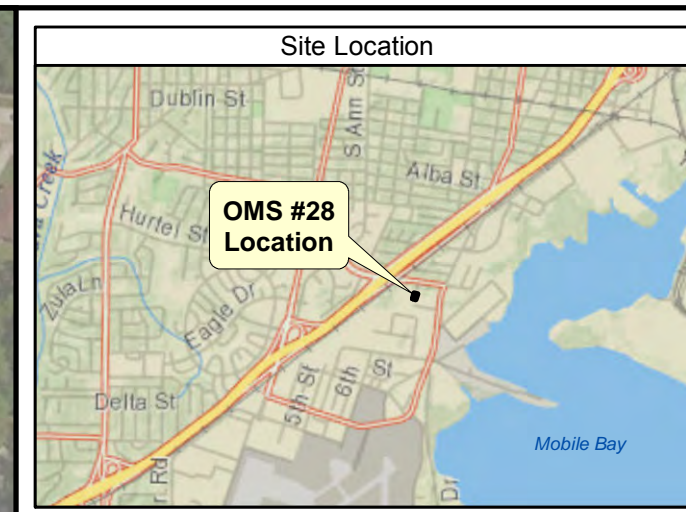 Site Location
Dublin St
S Ann St
Alba St
Creek
Hurtel St
OMS #28
Location
Zula Ln
Eagle Dr
Delta St
5th St
6th St
Mobile Bay
r Rd
Dr